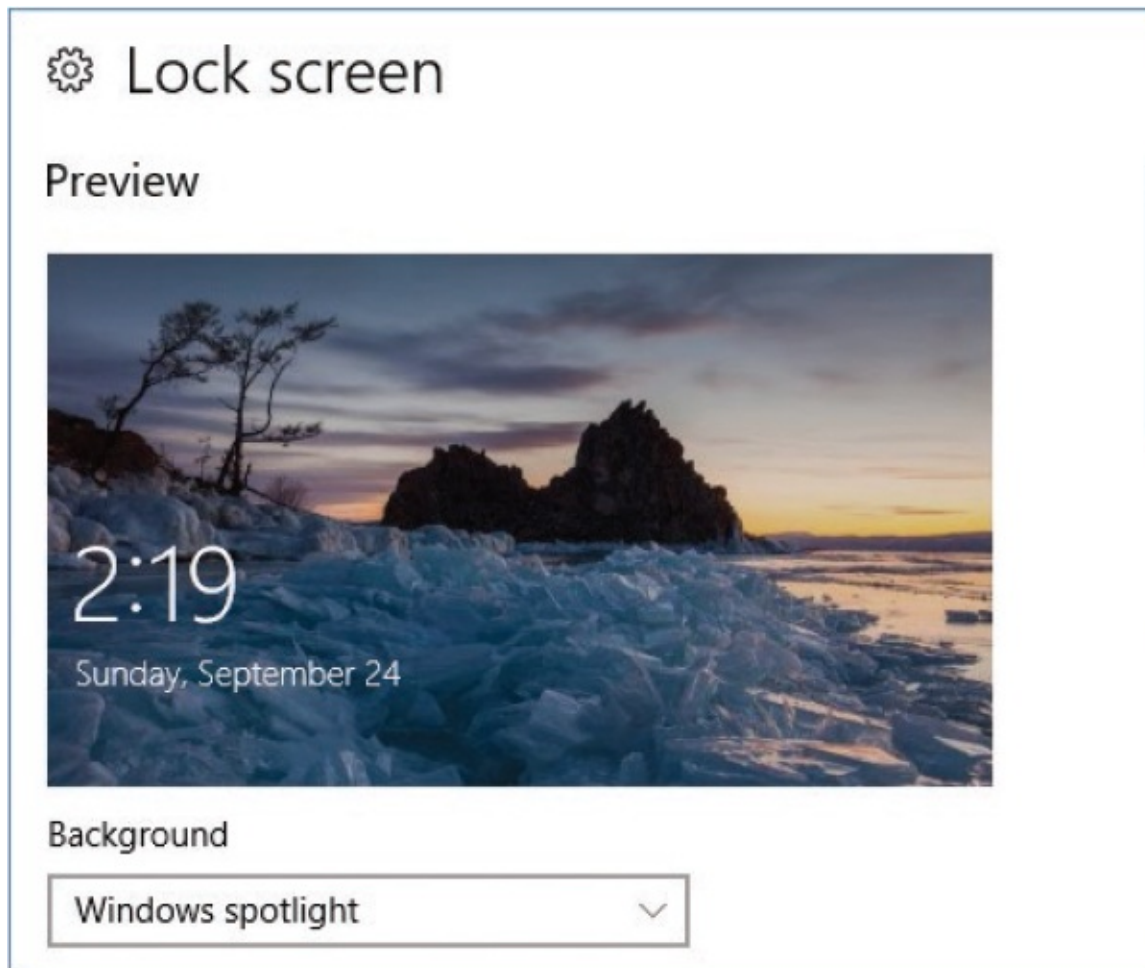 Lock screen
Preview
2:19
Sunday, September 24
Background
Windows spotlight